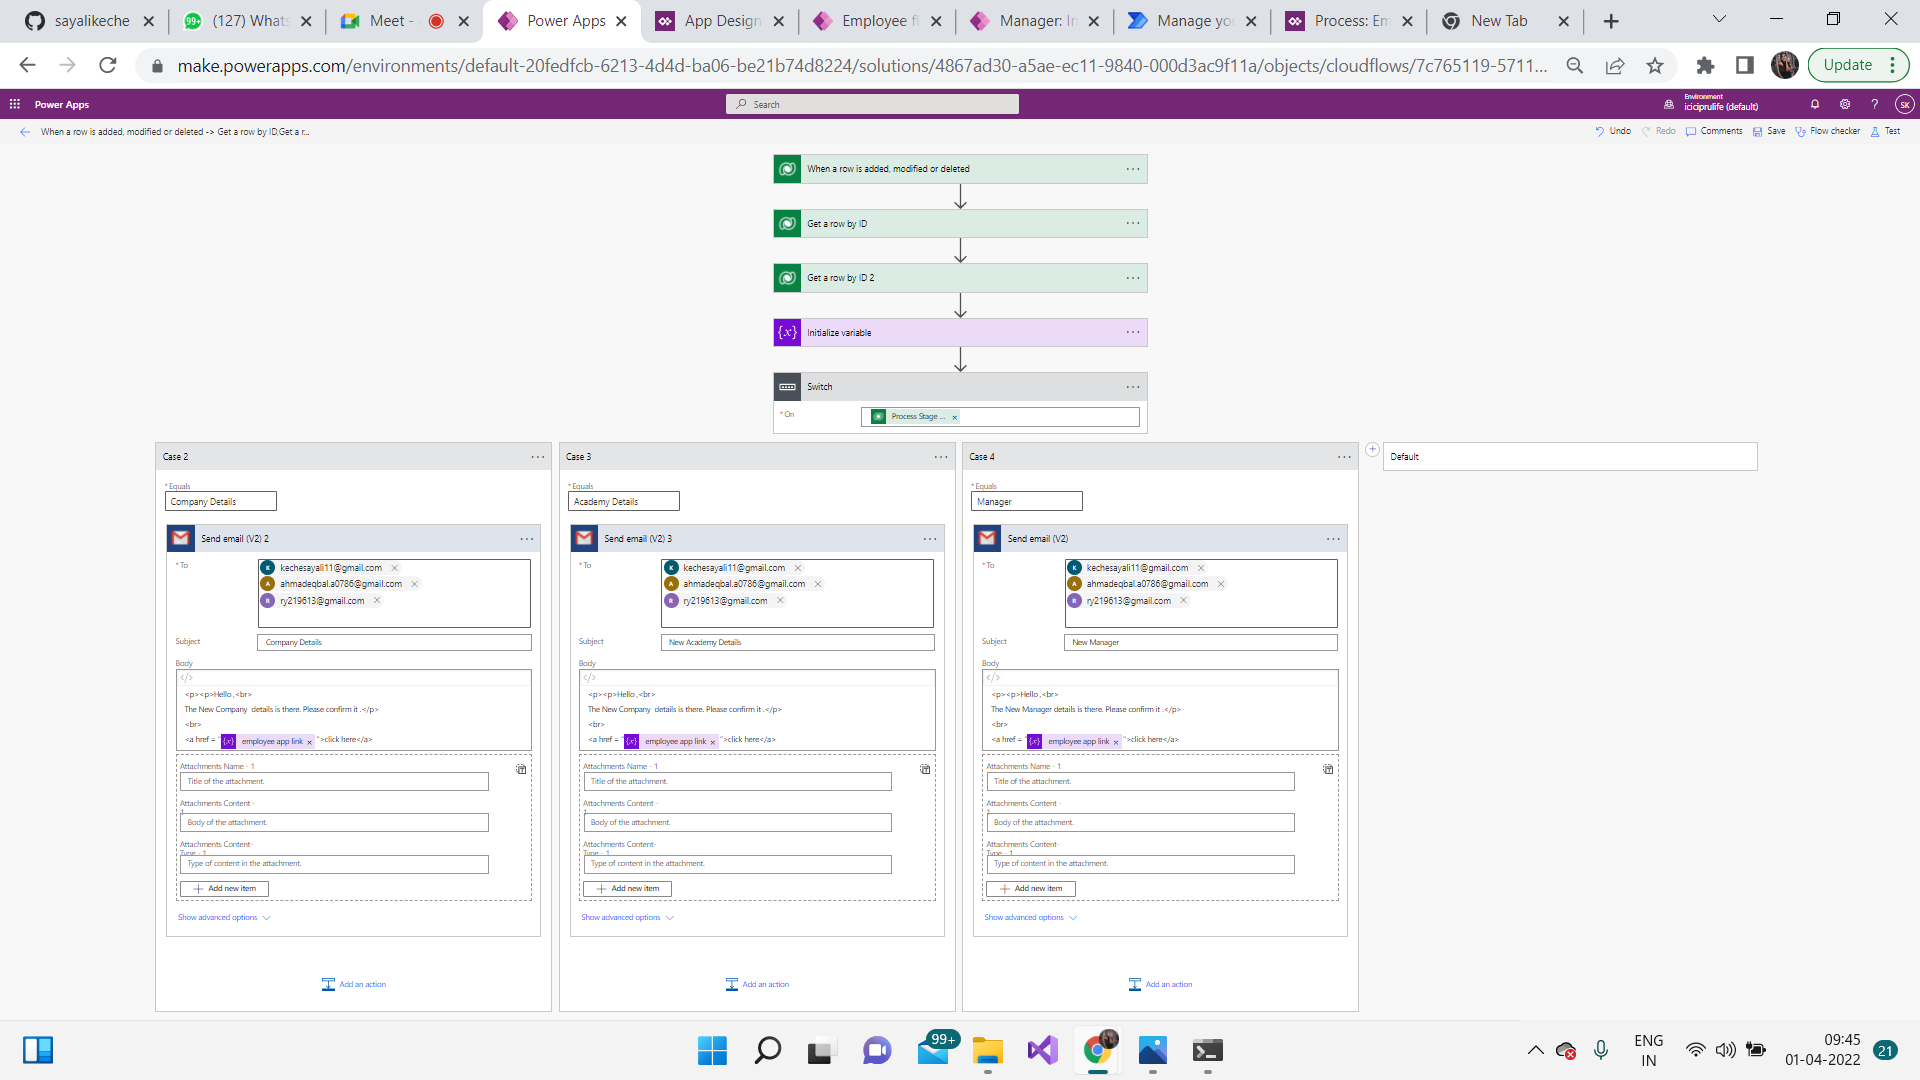 sayalikeche
(127) Whats
Meet -
Power Apps
App Design
Employee f
Manager: In
Manage you
Process: Em
New Tab
make.powerapps.com/environments/default-20fedfcb-6213-4d4d-ba06-be21b74d8224/solutions/4867ad30-a5ae-ec11-9840-000d3ac9f11a/objects/cloudflows/7c765119-5711...
Update
Power Apps
Search
Environment
iciciprulife (default)
?
SK
When a row is added, modified or deleted -> Get a row by ID,Get a r...
Undo
Redo
Comments
Save
Flow checker
Test
When a row is added, modified or deleted
Get a row by ID
Get a row by ID 2
{x} Initialize variable
Switch
* On
Process Stage ... x
Case 2
* Equals
Company Details
Send email (V2) 2
* To
K kechesayali11@gmail.com
A ahmadeqbal.a0786@gmail.com
R ry219613@gmail.com
Subject
Company Details
Body
</>
<p><p>Hello ,<br>
The New Company details is there. Please confirm it .</p>
<br>
<a href = "{x} employee app link x ">click here</a>
Attachments Name - 1
Title of the attachment.
Attachments Content -
1
Body of the attachment.
Attachments Content-
Type - 1
Type of content in the attachment.
Add new item
Show advanced options
Add an action
Case 3
* Equals
Academy Details
Send email (V2) 3
* To
K kechesayali11@gmail.com
A ahmadeqbal.a0786@gmail.com
R ry219613@gmail.com
Subject
New Academy Details
Body
</>
<p><p>Hello ,<br>
The New Company details is there. Please confirm it .</p>
<br>
<a href = "{x} employee app link x ">click here</a>
Attachments Name - 1
Title of the attachment.
Attachments Content -
1
Body of the attachment.
Attachments Content-
Type - 1
Type of content in the attachment.
Add new item
Show advanced options
Add an action
Case 4
* Equals
Manager
Send email (V2)
* To
K kechesayali11@gmail.com
A ahmadeqbal.a0786@gmail.com
R ry219613@gmail.com
Subject
New Manager
Body
</>
<p><p>Hello ,<br>
The New Manager details is there. Please confirm it .</p>
<br>
<a href = "{x} employee app link x ">click here</a>
Attachments Name - 1
Title of the attachment.
Attachments Content -
1
Body of the attachment.
Attachments Content-
Type - 1
Type of content in the attachment.
Add new item
Show advanced options
Add an action
Default
99+
ENG
IN
09:45
01-04-2022
21